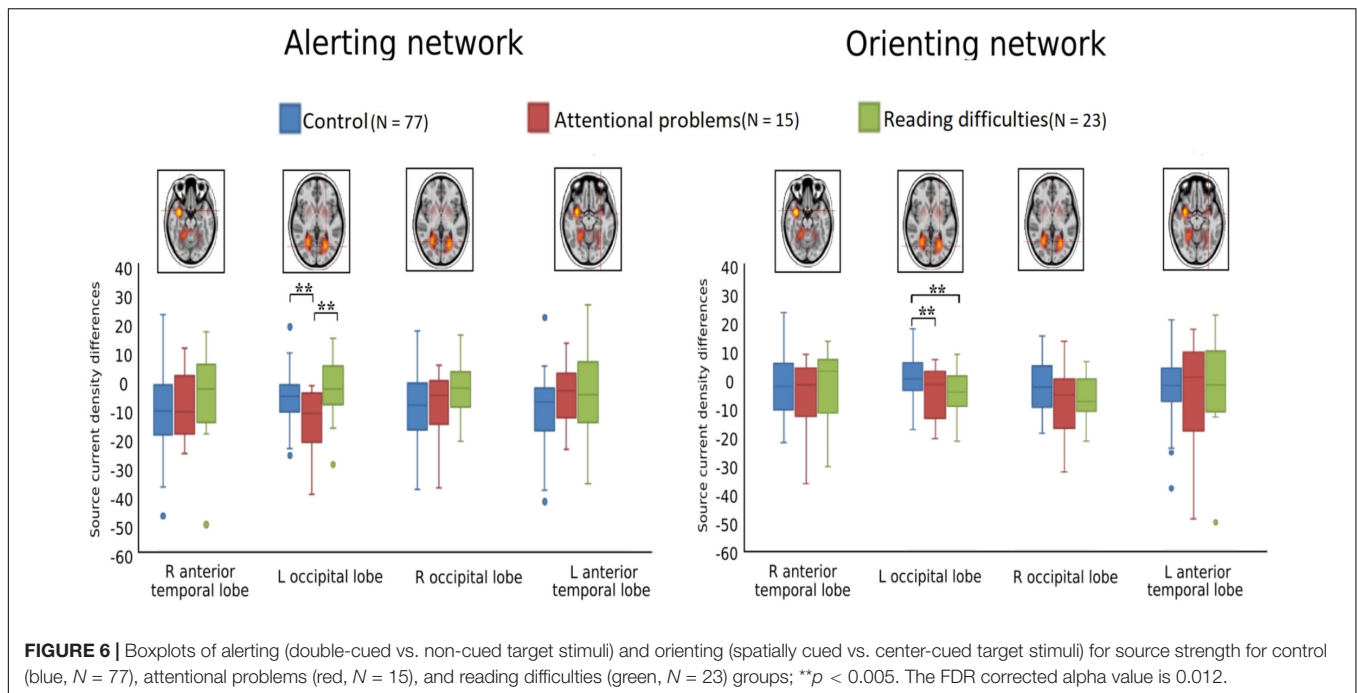 Alerting network
Orienting network
Control(N = 77)
Attentional problems(N = 15)
Reading difficulties(N = 23)
Source current density differences
40
30
20
10
0
-10
-20
-30
-40
-50
-60
**
**
R anterior
temporal lobe
L occipital lobe
R occipital lobe
L anterior
temporal lobe
Source current density differences
40
30
20
10
0
-10
-20
-30
-40
-50
-60
**
**
R anterior
temporal lobe
L occipital lobe
R occipital lobe
L anterior
temporal lobe
FIGURE 6 | Boxplots of alerting (double-cued vs. non-cued target stimuli) and orienting (spatially cued vs. center-cued target stimuli) for source strength for control
(blue, N = 77), attentional problems (red, N = 15), and reading difficulties (green, N = 23) groups; **p < 0.005. The FDR corrected alpha value is 0.012.